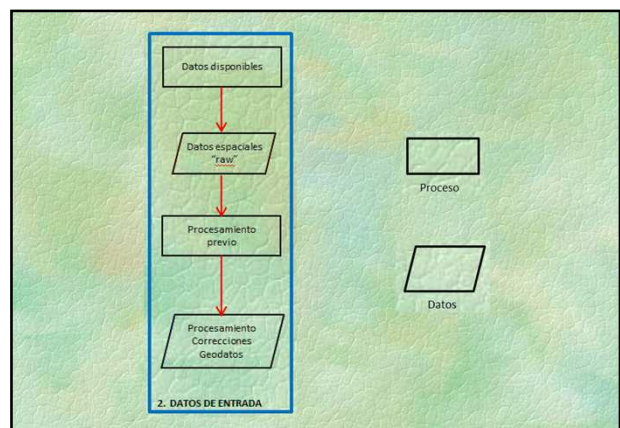 Datos disponibles
Datos espaciales
"raw"
Procesamiento
previo
Procesamiento
Correcciones
Geodatos
2. DATOS DE ENTRADA
Proceso
Datos